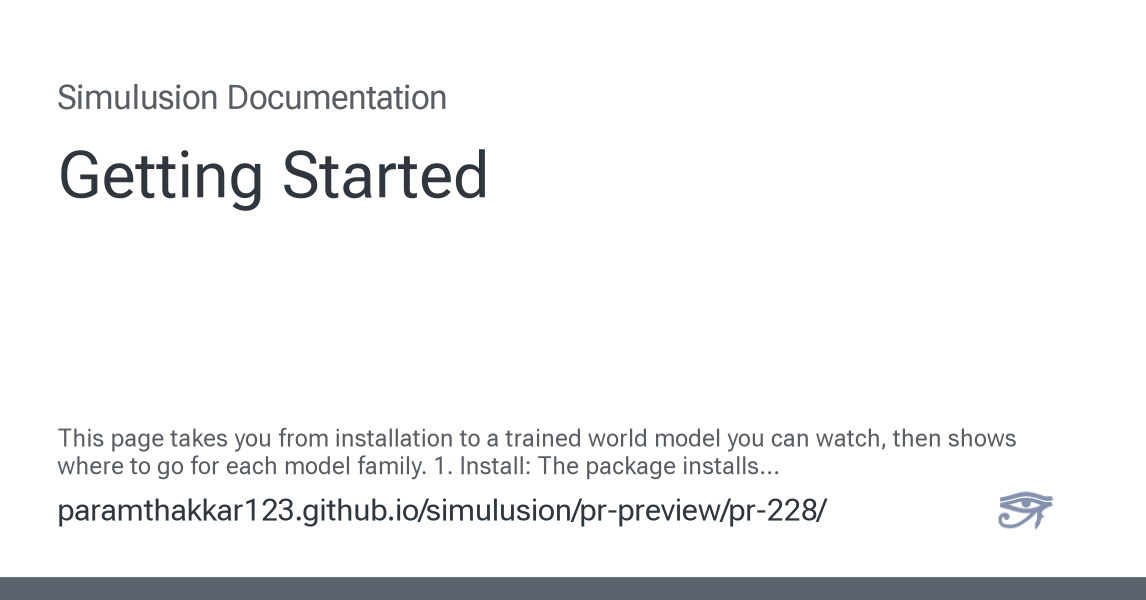 Simulusion Documentation
Getting Started
This page takes you from installation to a trained world model you can watch, then shows
where to go for each model family. 1. Install: The package installs...
paramthakkar123.github.io/simulusion/pr-preview/pr-228/